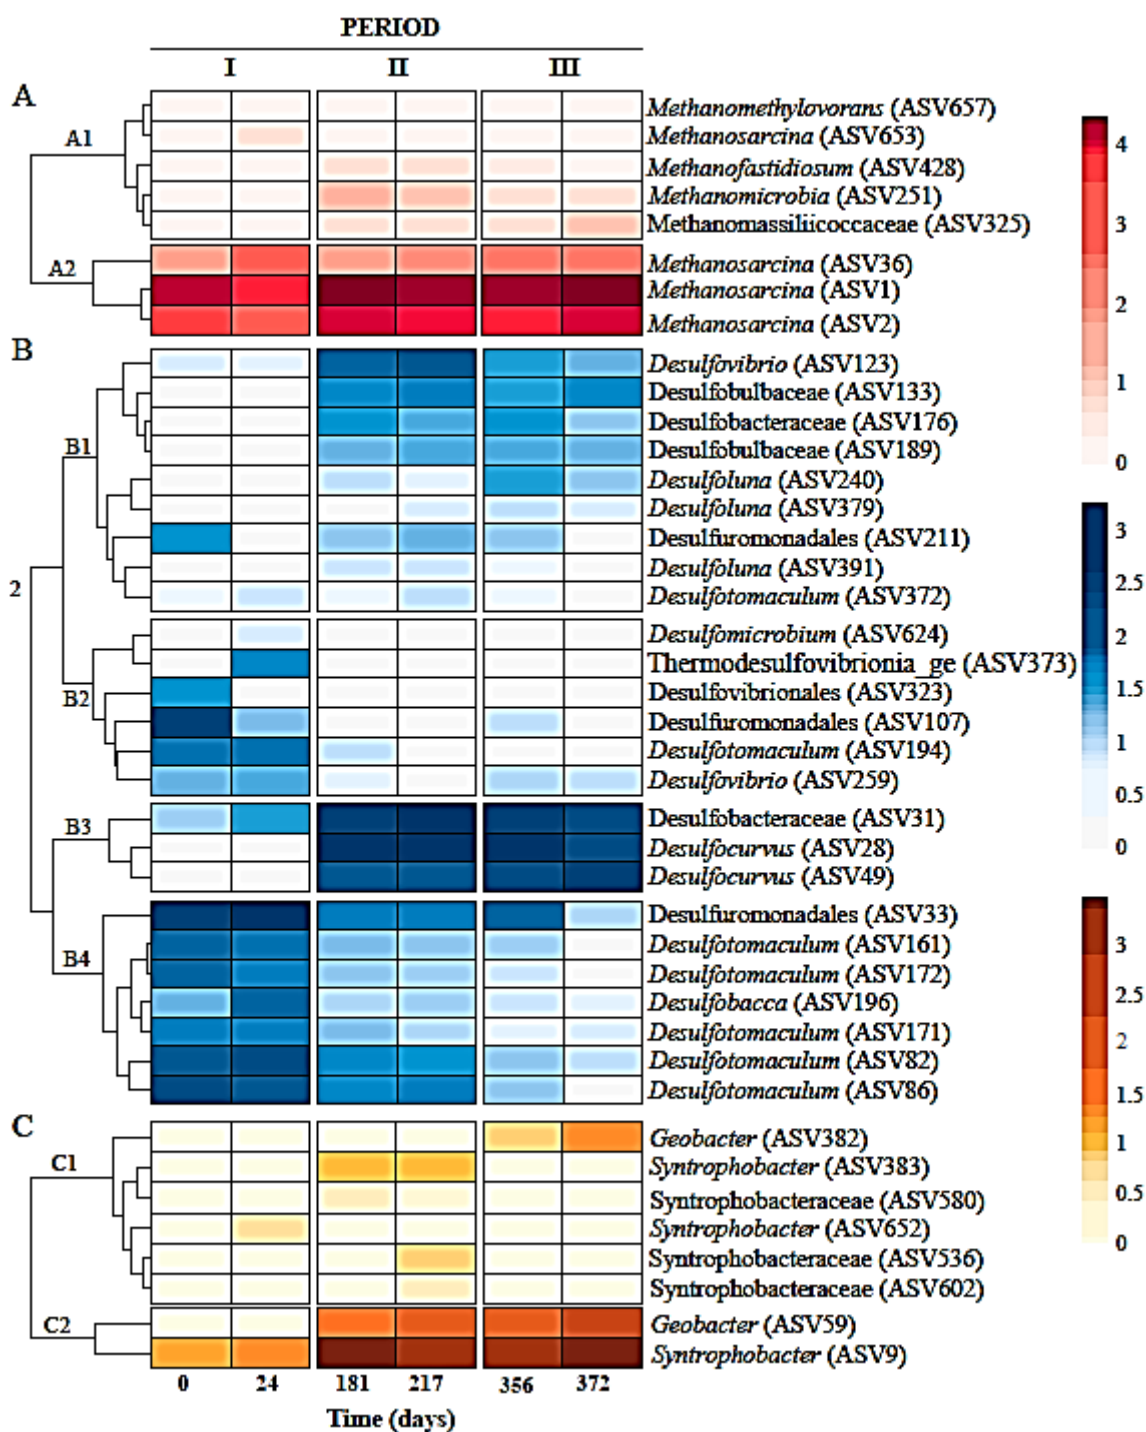 PERIOD
I II III
A
A1
Methanomethylovorans (ASV657)
Methanosarcina (ASV653)
Methanofastidiosum (ASV428)
Methanomicrobia (ASV251)
Methanomassiliicoccaceae (ASV325)
A2
Methanosarcina (ASV36)
Methanosarcina (ASV1)
Methanosarcina (ASV2)
4
3
2
1
0
B
2
B1
Desulfovibrio (ASV123)
Desulfobulbaceae (ASV133)
Desulfobacteraceae (ASV176)
Desulfobulbaceae (ASV189)
Desulfoluna (ASV240)
Desulfoluna (ASV379)
Desulfuromonadales (ASV211)
Desulfoluna (ASV391)
Desulfotomaculum (ASV372)
B2
Desulfomicrobium (ASV624)
Thermodesulfovibrionia_ge (ASV373)
Desulfovibrionales (ASV323)
Desulfuromonadales (ASV107)
Desulfotomaculum (ASV194)
Desulfovibrio (ASV259)
B3
Desulfobacteraceae (ASV31)
Desulfocurvus (ASV28)
Desulfocurvus (ASV49)
B4
Desulfuromonadales (ASV33)
Desulfotomaculum (ASV161)
Desulfotomaculum (ASV172)
Desulfobacca (ASV196)
Desulfotomaculum (ASV171)
Desulfotomaculum (ASV82)
Desulfotomaculum (ASV86)
3
2.5
2
1.5
1
0.5
0
C
C1
Geobacter (ASV382)
Syntrophobacter (ASV383)
Syntrophobacteraceae (ASV580)
Syntrophobacter (ASV652)
Syntrophobacteraceae (ASV536)
Syntrophobacteraceae (ASV602)
C2
Geobacter (ASV59)
Syntrophobacter (ASV9)
3
2.5
2
1.5
1
0.5
0
0 24 181 217 356 372
Time (days)